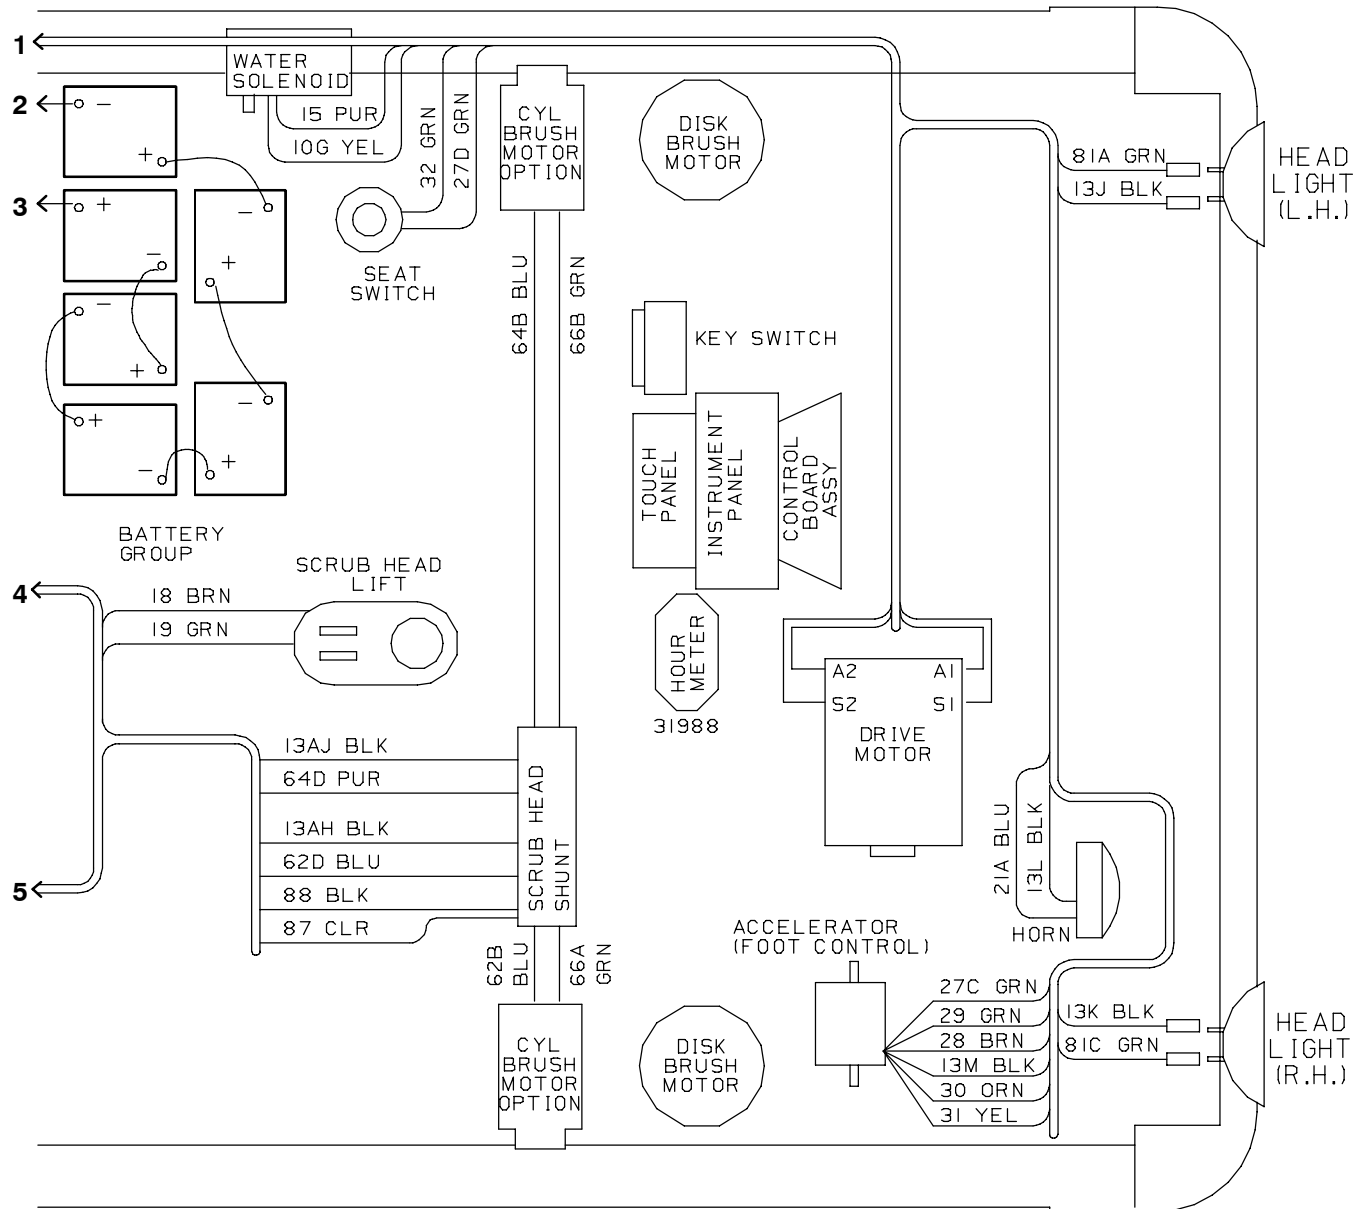 1
WATER
SOLENOID
2
−
+
15 PUR
10G YEL
32 GRN
27D GRN
CYL
BRUSH
MOTOR
OPTION
DISK
BRUSH
MOTOR
81A GRN
13J BLK
HEAD
LIGHT
(L.H.)
3
+
−
−
+
SEAT
SWITCH
64B BLU
66B GRN
−
+
KEY SWITCH
+
−
−
+
TOUCH
PANEL
INSTRUMENT
PANEL
CONTROL
BOARD
ASSY
BATTERY
GROUP
SCRUB HEAD
LIFT
4
18 BRN
19 GRN
HOUR
METER
31988
A2
A1
S2
S1
DRIVE
MOTOR
13AJ BLK
64D PUR
13AH BLK
62D BLU
88 BLK
87 CLR
SCRUB HEAD
SHUNT
5
21A BLU
13L BLK
HORN
62B
BLU
66A
GRN
ACCELERATOR
(FOOT CONTROL)
27C GRN
29 GRN
28 BRN
13M BLK
30 ORN
31 YEL
13K BLK
81C GRN
HEAD
LIGHT
(R.H.)
CYL
BRUSH
MOTOR
OPTION
DISK
BRUSH
MOTOR